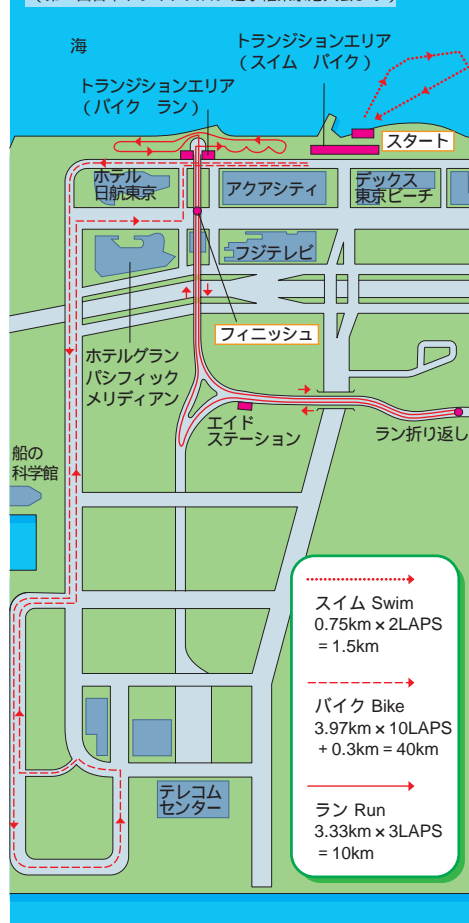 海
トランジションエリア
(スイム バイク)
トランジションエリア
(バイク ラン)
スタート
ホテル
日航東京
アクアシティ
デックス
東京ビーチ
フジテレビ
フィニッシュ
ホテルグラン
パシフィック
メリディアン
エイド
ステーション
ラン折り返し
船の
科学館
テレコム
センター
スイム Swim
0.75km × 2LAPS
= 1.5km
バイク Bike
3.97km × 10LAPS
+ 0.3km = 40km
ラン Run
3.33km × 3LAPS
= 10km